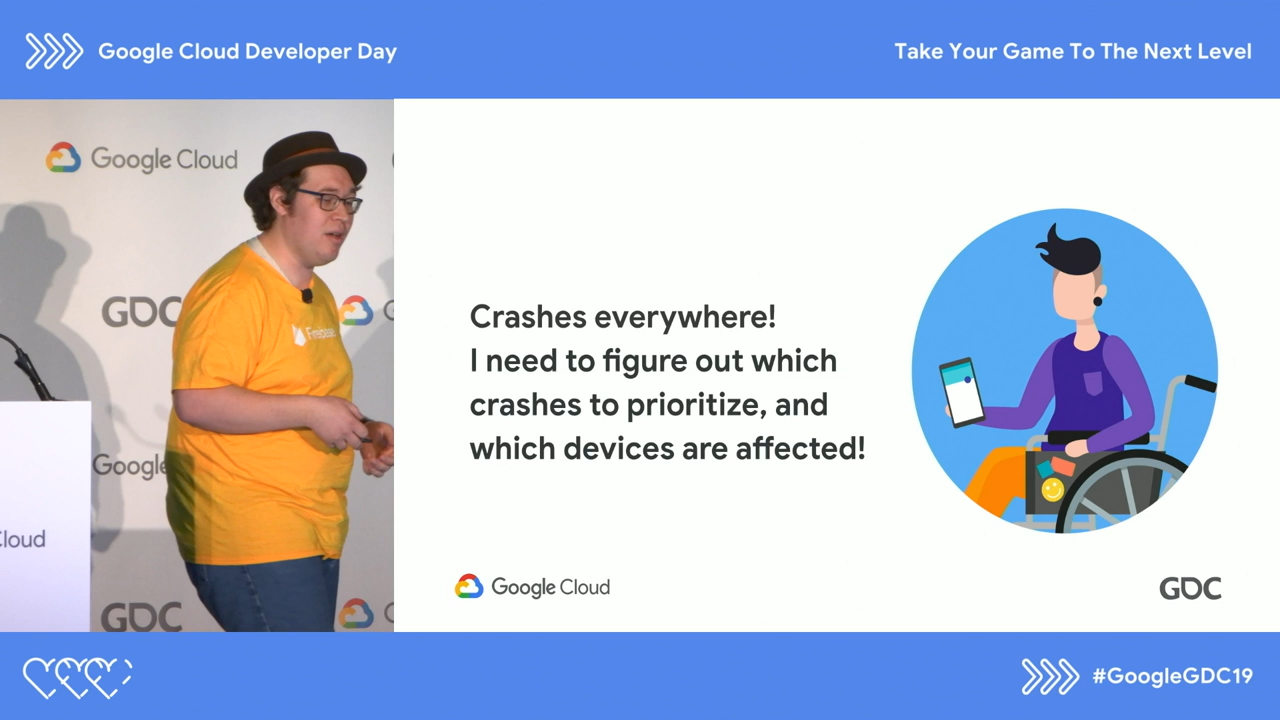 Google Cloud Developer Day
Take Your Game To The Next Level
Google Cloud
GDC
Firebase
Google
Cloud
GDC
Crashes everywhere!
I need to figure out which
crashes to prioritize, and
which devices are affected!
Google Cloud
GDC
#GoogleGDC19